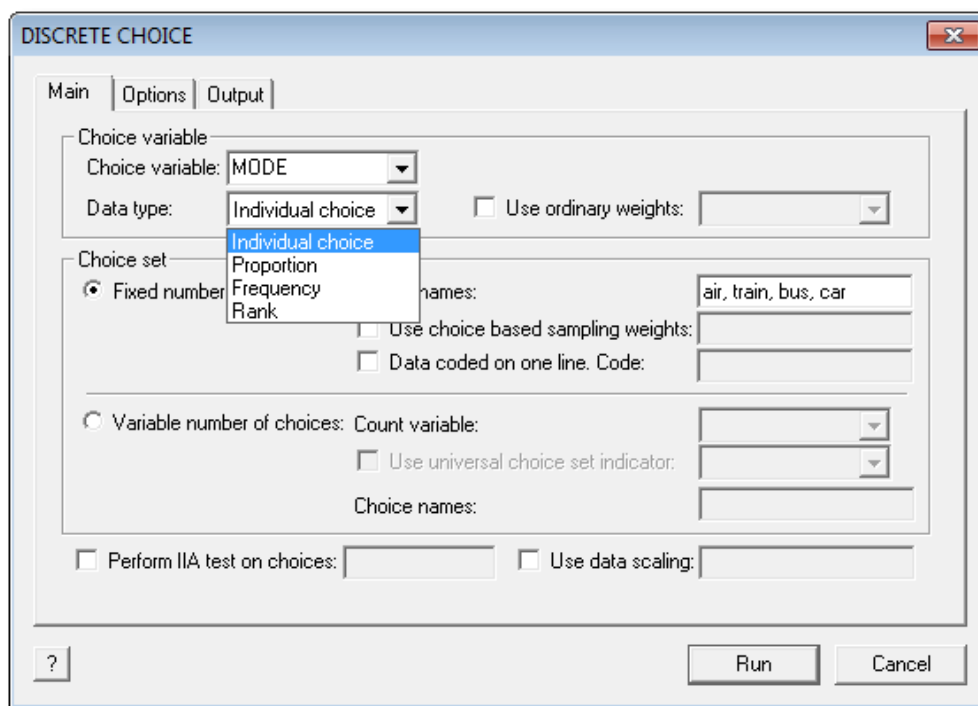 DISCRETE CHOICE
Main Options Output
Choice variable
Choice variable: MODE
Data type: Individual choice Use ordinary weights:
Individual choice
Proportion
Frequency
Rank
Choice set
Fixed number names: air, train, bus, car
Use choice based sampling weights:
Data coded on one line. Code:
Variable number of choices: Count variable:
Use universal choice set indicator:
Choice names:
Perform IIA test on choices: Use data scaling:
? Run Cancel